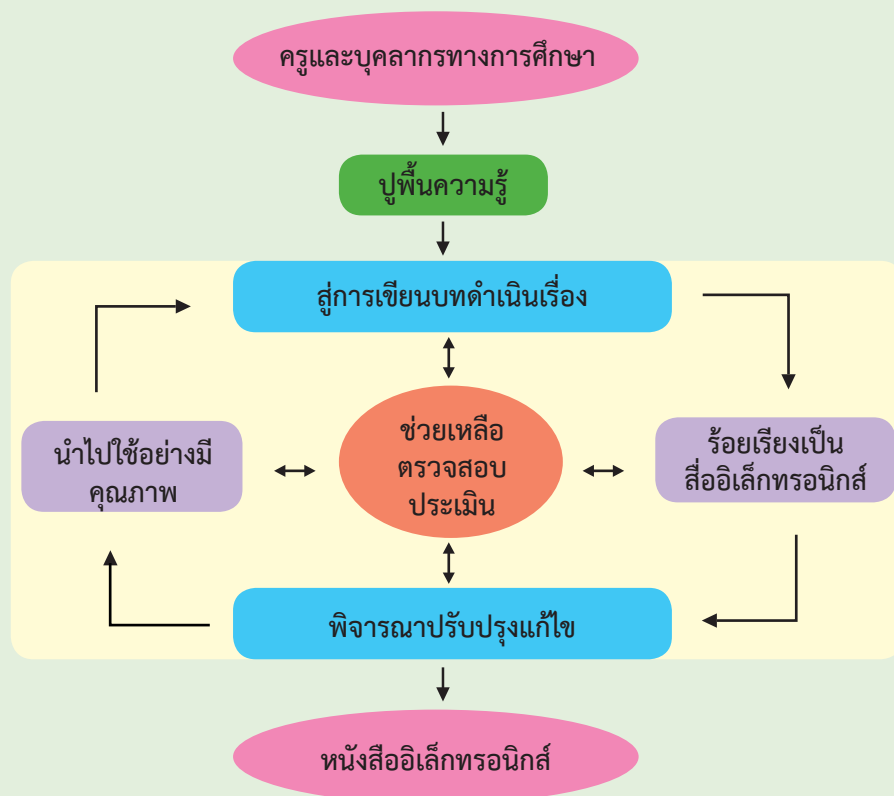 ครูและบุคลากรทางการศึกษา
ปูพื้นความรู้
สู่การเขียนบทดำเนินเรื่อง
นำไปใช้อย่างมี
คุณภาพ
ช่วยเหลือ
ตรวจสอบ
ประเมิน
ร้อยเรียงเป็น
สื่ออิเล็กทรอนิกส์
พิจารณาปรับปรุงแก้ไข
หนังสืออิเล็กทรอนิกส์